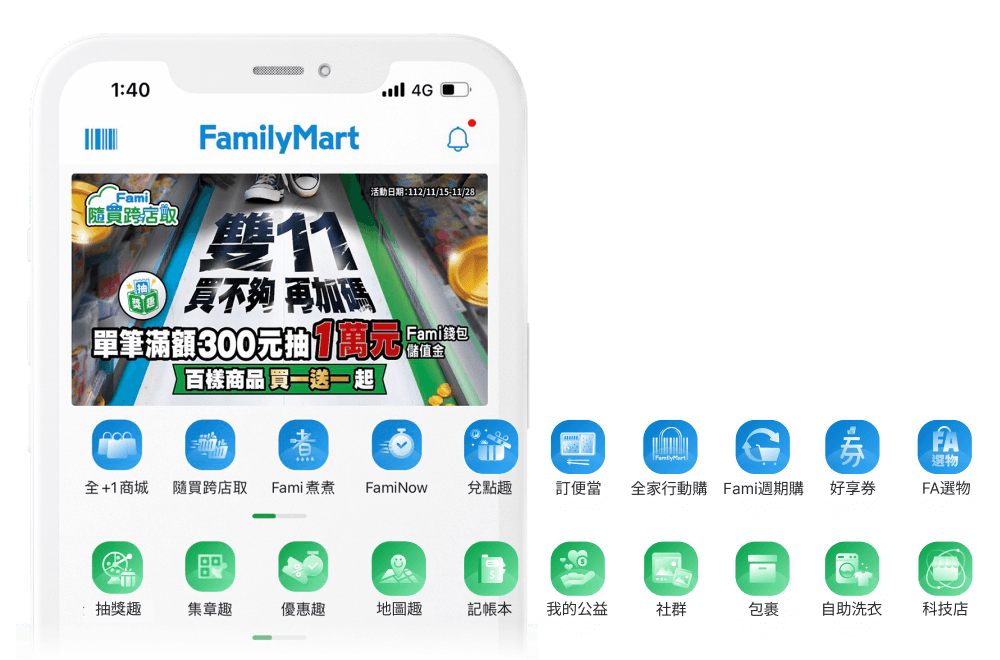 1:40 4G
FamilyMart
活動日期:112/11/15-11/28
Fami
隨買跨店取
雙11
買不夠 再加碼
抽獎趣
單筆滿額300元抽1萬元 Fami錢包
儲值金
百樣商品 買一送一 起
FamilyMart
券
FA
選物
全+1商城 隨買跨店取 Fami煮煮 FamiNow 兌點趣 訂便當 全家行動購 Fami週期購 好享券 FA選物
抽獎趣 集章趣 優惠趣 地圖趣 記帳本 我的公益 社群 包裹 自助洗衣 科技店